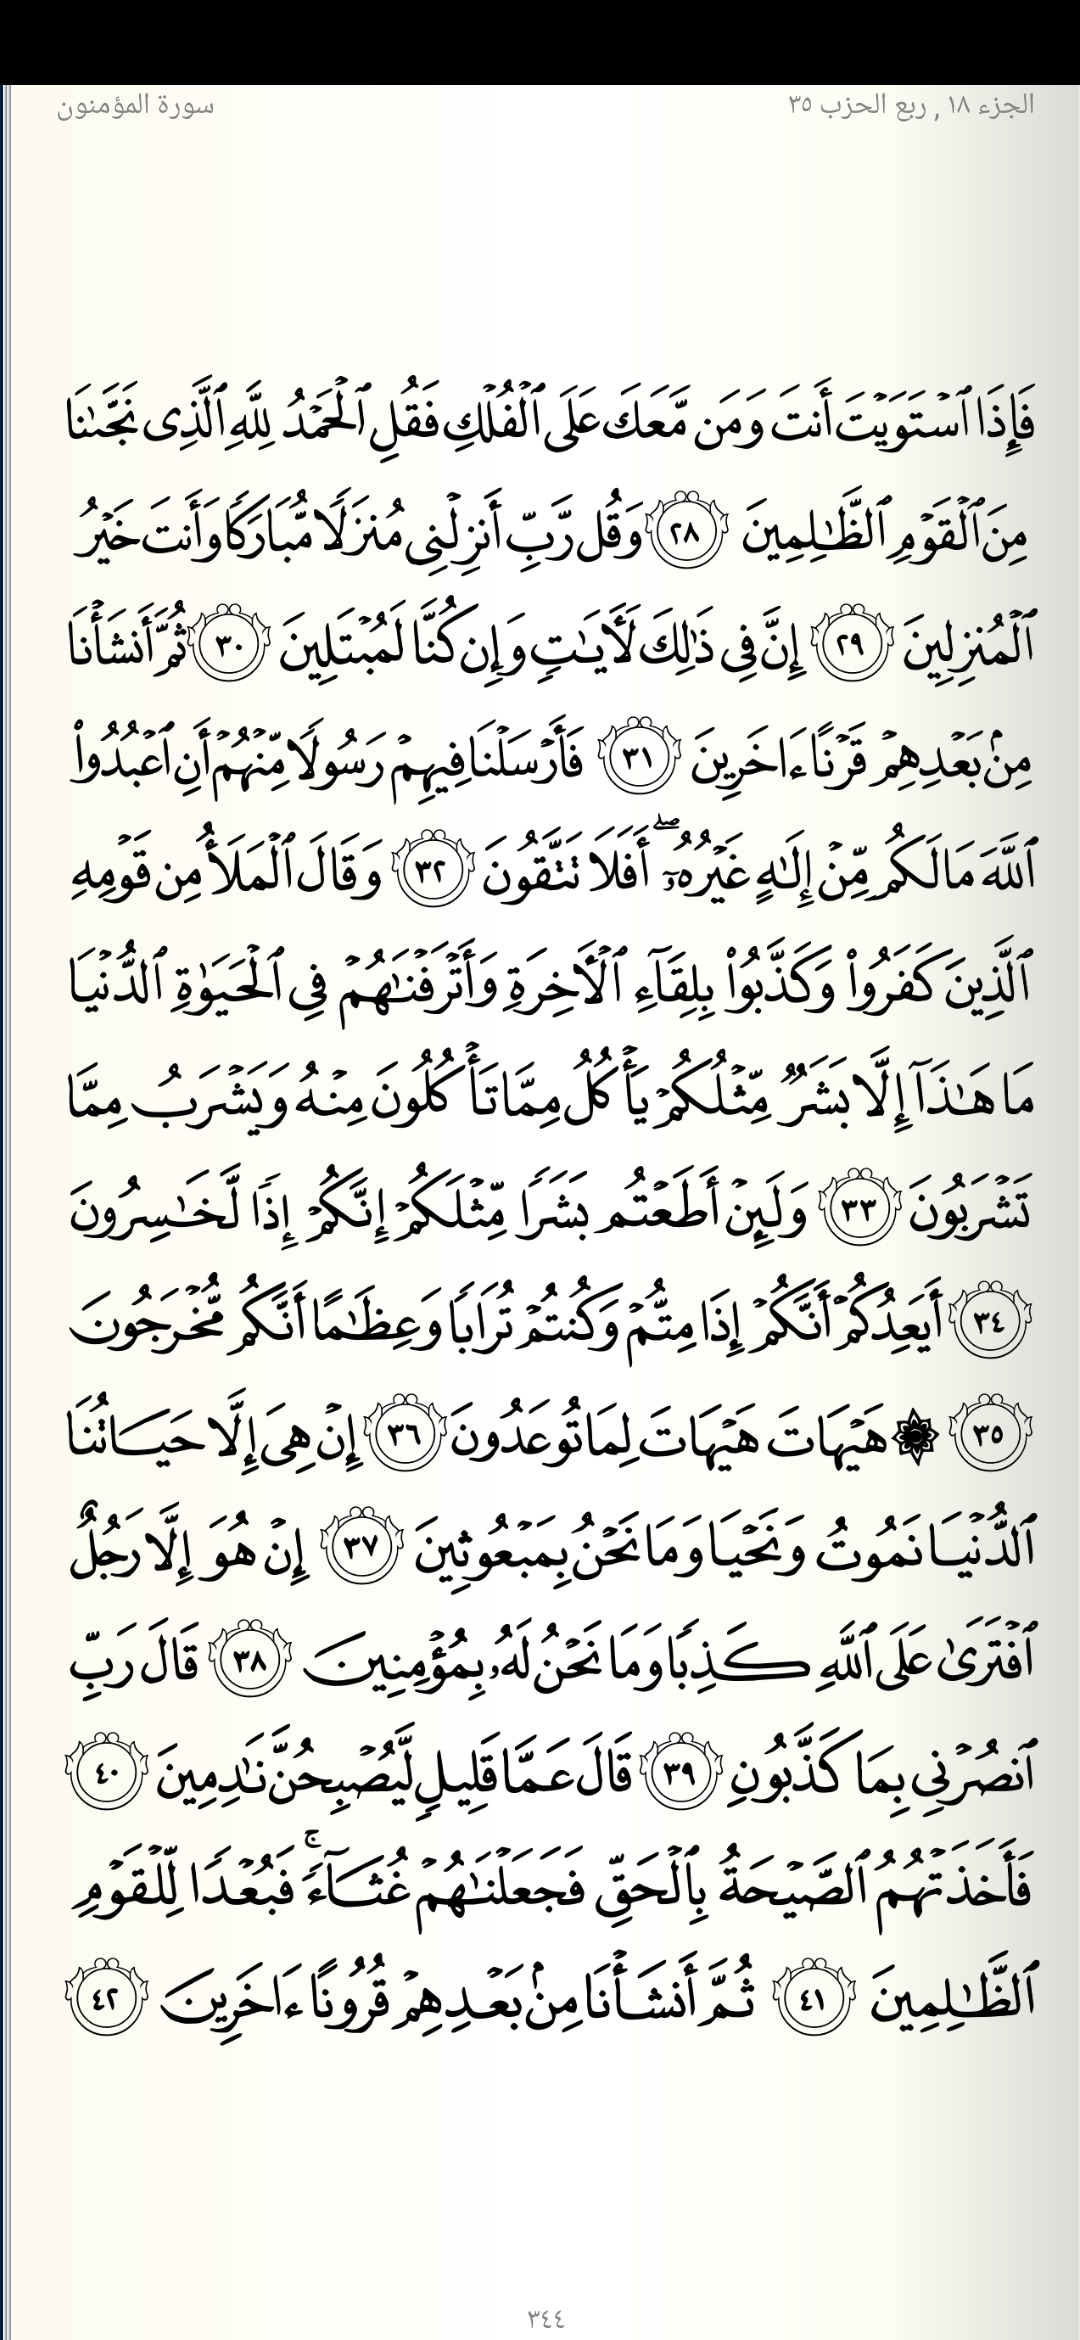 الجزء ١٨ , ربع الحزب ٣٥
سورة المؤمنون
فَإِذَا ٱسْتَوَيْتَ أَنتَ وَمَن مَّعَكَ عَلَى ٱلْفُلْكِ فَقُلِ ٱلْحَمْدُ لِلَّهِ ٱلَّذِى نَجَّىٰنَا
مِنَ ٱلْقَوْمِ ٱلظَّـٰلِمِينَ ٢٨ وَقُل رَّبِّ أَنزِلْنِى مُنزَلًا مُّبَارَكًا وَأَنتَ خَيْرُ
ٱلْمُنزِلِينَ ٢٩ إِنَّ فِى ذَٰلِكَ لَـَٔايَـٰتٍ وَإِن كُنَّا لَمُبْتَلِينَ ٣٠ ثُمَّ أَنشَأْنَا
مِنۢ بَعْدِهِمْ قَرْنًا ءَاخَرِينَ ٣١ فَأَرْسَلْنَا فِيهِمْ رَسُولًا مِّنْهُمْ أَنِ ٱعْبُدُوا۟
ٱللَّهَ مَا لَكُم مِّنْ إِلَـٰهٍ غَيْرُهُۥٓ ۖ أَفَلَا تَتَّقُونَ ٣٢ وَقَالَ ٱلْمَلَأُ مِن قَوْمِهِ
ٱلَّذِينَ كَفَرُوا۟ وَكَذَّبُوا۟ بِلِقَآءِ ٱلْـَٔاخِرَةِ وَأَتْرَفْنَـٰهُمْ فِى ٱلْحَيَوٰةِ ٱلدُّنْيَا
مَا هَـٰذَآ إِلَّا بَشَرٌ مِّثْلُكُمْ يَأْكُلُ مِمَّا تَأْكُلُونَ مِنْهُ وَيَشْرَبُ مِمَّا
تَشْرَبُونَ ٣٣ وَلَئِنْ أَطَعْتُم بَشَرًا مِّثْلَكُمْ إِنَّكُمْ إِذًا لَّخَـٰسِرُونَ
٣٤ أَيَعِدُكُمْ أَنَّكُمْ إِذَا مِتُّمْ وَكُنتُمْ تُرَابًا وَعِظَـٰمًا أَنَّكُم مُّخْرَجُونَ
٣٥ ۞ هَيْهَاتَ هَيْهَاتَ لِمَا تُوعَدُونَ ٣٦ إِنْ هِىَ إِلَّا حَيَاتُنَا
ٱلدُّنْيَا نَمُوتُ وَنَحْيَا وَمَا نَحْنُ بِمَبْعُوثِينَ ٣٧ إِنْ هُوَ إِلَّا رَجُلٌ
ٱفْتَرَىٰ عَلَى ٱللَّهِ كَذِبًا وَمَا نَحْنُ لَهُۥ بِمُؤْمِنِينَ ٣٨ قَالَ رَبِّ
ٱنصُرْنِى بِمَا كَذَّبُونِ ٣٩ قَالَ عَمَّا قَلِيلٍ لَّيُصْبِحُنَّ نَـٰدِمِينَ ٤٠
فَأَخَذَتْهُمُ ٱلصَّيْحَةُ بِٱلْحَقِّ فَجَعَلْنَـٰهُمْ غُثَآءً ۚ فَبُعْدًا لِّلْقَوْمِ
ٱلظَّـٰلِمِينَ ٤١ ثُمَّ أَنشَأْنَا مِنۢ بَعْدِهِمْ قُرُونًا ءَاخَرِينَ ٤٢
٣٤٤